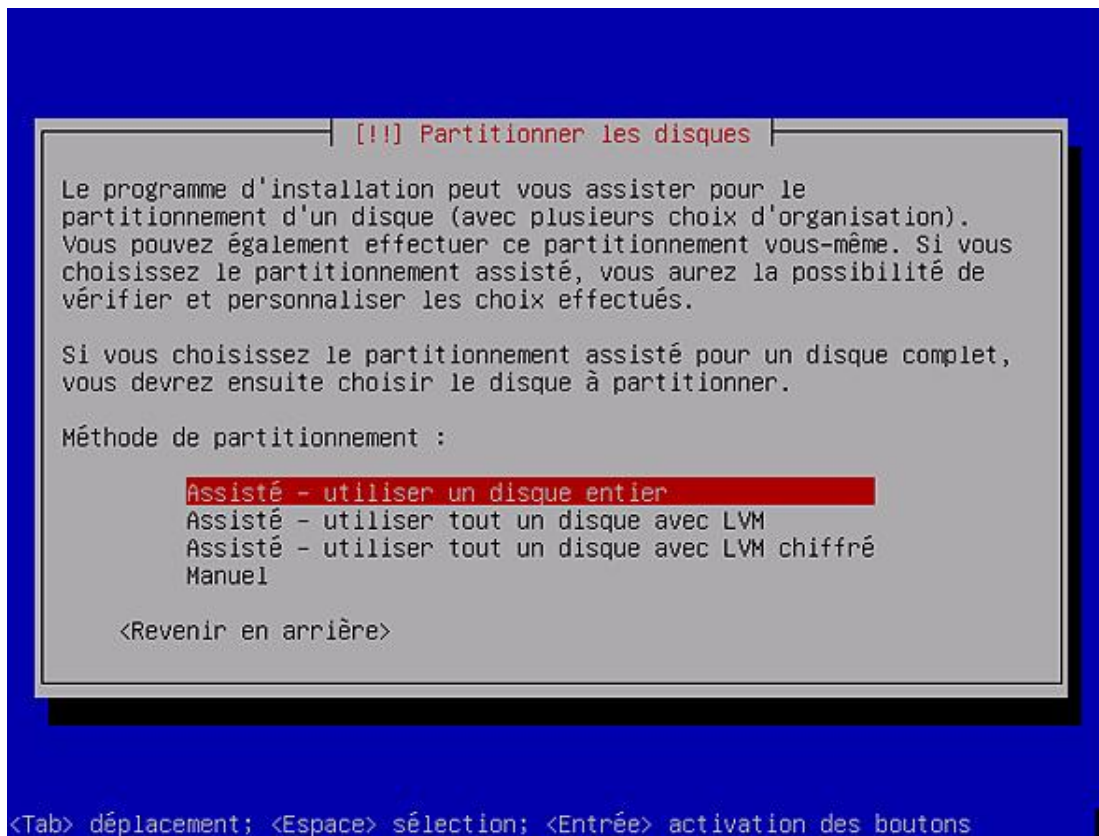 [!!] Partitionner les disques
Le programme d'installation peut vous assister pour le
partitionnement d'un disque (avec plusieurs choix d'organisation).
Vous pouvez également effectuer ce partitionnement vous-même. Si vous
choisissez le partitionnement assisté, vous aurez la possibilité de
vérifier et personnaliser les choix effectués.
Si vous choisissez le partitionnement assisté pour un disque complet,
vous devrez ensuite choisir le disque à partitionner.
Méthode de partitionnement :
Assisté - utiliser un disque entier
Assisté - utiliser tout un disque avec LVM
Assisté - utiliser tout un disque avec LVM chiffré
Manuel
<Revenir en arrière>
<Tab> déplacement; <Espace> sélection; <Entrée> activation des boutons